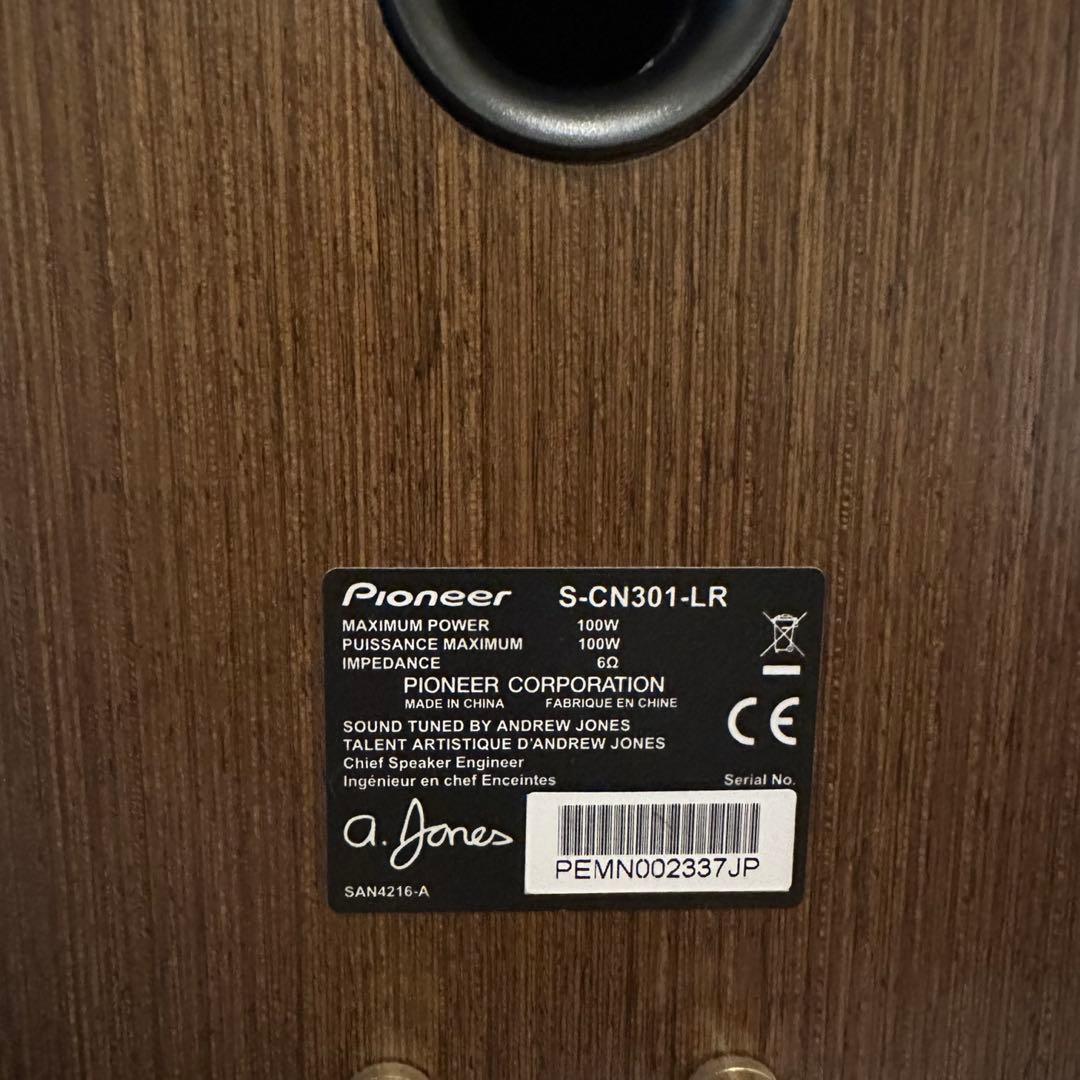 Pioneer S-CN301-LR
MAXIMUM POWER 100W
PUISSANCE MAXIMUM 100W
IMPEDANCE 6Ω
PIONEER CORPORATION
MADE IN CHINA FABRIQUE EN CHINE
SOUND TUNED BY ANDREW JONES
TALENT ARTISTIQUE D'ANDREW JONES
Chief Speaker Engineer
Ingénieur en chef Enceintes
CE
Serial No.
a. Jones
PEMN002337JP
SAN4216-A